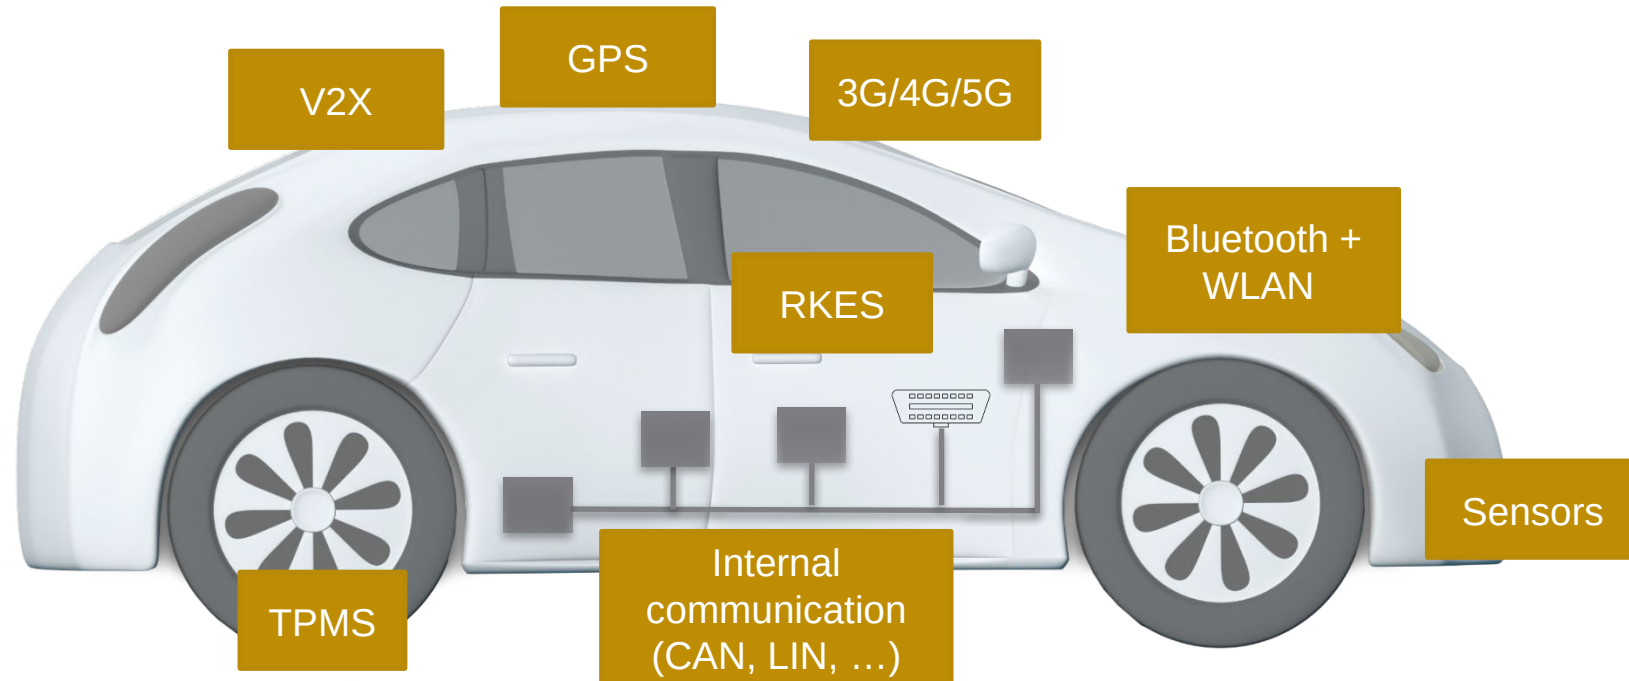 GPS
V2X
3G/4G/5G
Bluetooth +
WLAN
RKES
Sensors
Internal
communication
(CAN, LIN, …)
TPMS